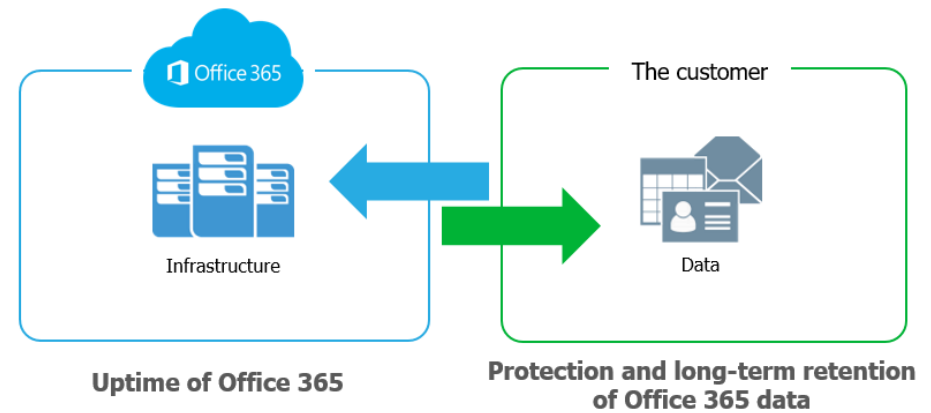 Office 365
The customer
Infrastructure
Data
Uptime of Office 365
Protection and long-term retention
of Office 365 data